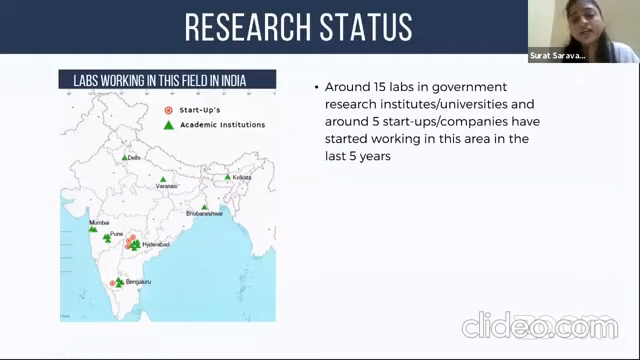 RESEARCH STATUS
Surat Sarava...
LABS WORKING IN THIS FIELD IN INDIA
Start-Up's
Academic Institutions
Delhi
Varanasi
Kolkata
Bhubaneshwar
Mumbai
Pune
Hyderabad
Bengaluru
• Around 15 labs in government
research institutes/universities and
around 5 start-ups/companies have
started working in this area in the
last 5 years
clideo.com